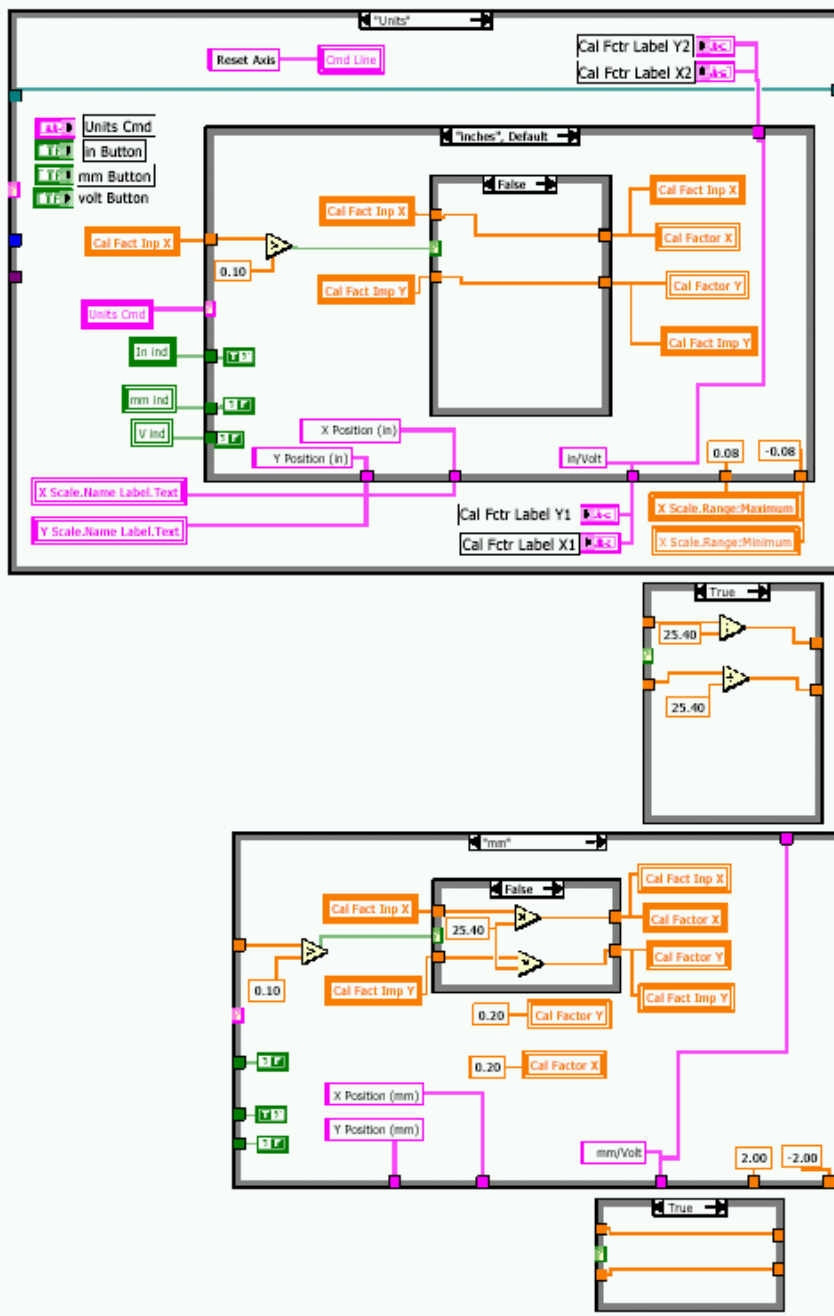 "Units"
Reset Axis
Cmd Line
Cal Fctr Label Y2
Cal Fctr Label X2
Units Cmd
in Button
mm Button
volt Button
"inches", Default
False
Cal Fact Inp X
Cal Fact Inp X
Cal Factor X
Cal Fact Inp X
0.10
Cal Fact Imp Y
Cal Factor Y
Units Cmd
Cal Fact Imp Y
In ind
mm ind
V ind
X Position (in)
Y Position (in)
in/Volt
0.08
-0.08
X Scale.Name Label.Text
Y Scale.Name Label.Text
Cal Fctr Label Y1
Cal Fctr Label X1
X Scale.Range:Maximum
X Scale.Range:Minimum
True
25.40
25.40
"mm"
False
Cal Fact Inp X
Cal Fact Inp X
25.40
Cal Factor X
Cal Factor Y
0.10
Cal Fact Imp Y
Cal Fact Imp Y
0.20
Cal Factor Y
0.20
Cal Factor X
X Position (mm)
Y Position (mm)
mm/Volt
2.00
-2.00
True